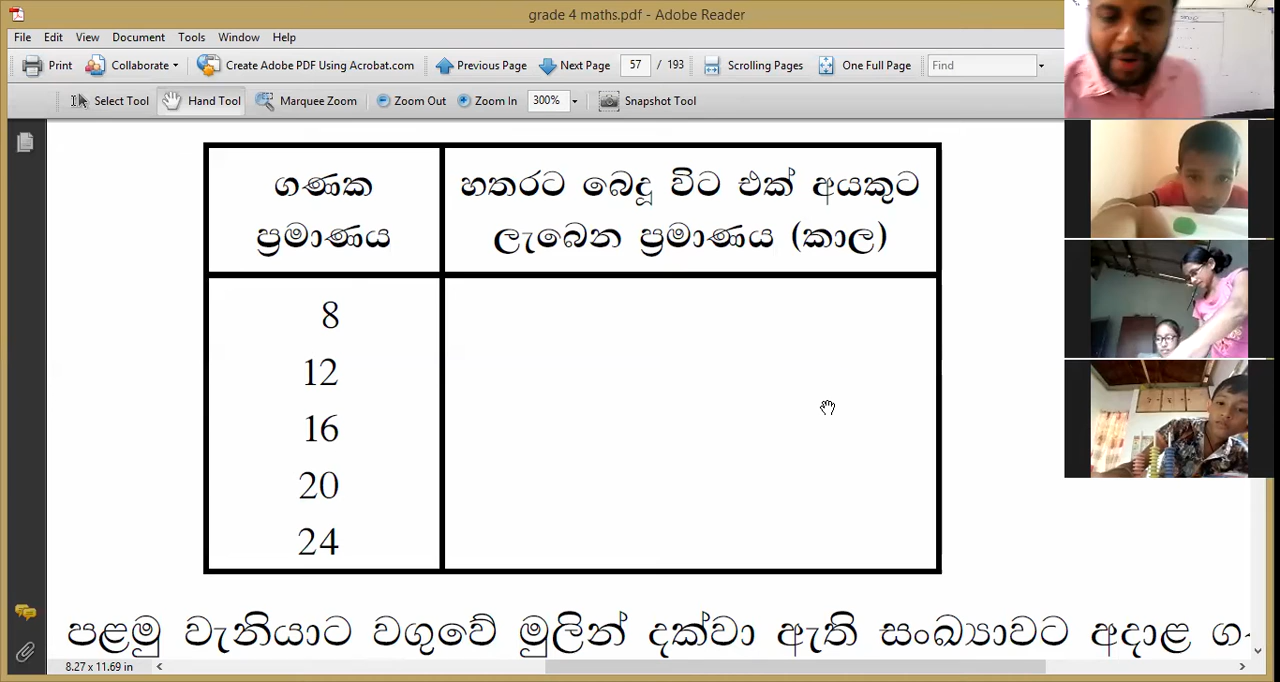 grade 4 maths.pdf - Adobe Reader
File Edit View Document Tools Window Help
Print Collaborate Create Adobe PDF Using Acrobat.com Previous Page Next Page 57 / 193 Scrolling Pages One Full Page Find
Select Tool Hand Tool Marquee Zoom Zoom Out Zoom In 300% Snapshot Tool
ගණක
ප්‍රමාණය
හතරට බෙදූ විට එක් අයකුට
ලැබෙන ප්‍රමාණය (කාල)
8
12
16
20
24
පළමු වැනියාට වගුවේ මුලින් දක්වා ඇති සංඛ්‍යාවට අදාළ
8.27 x 11.69 in